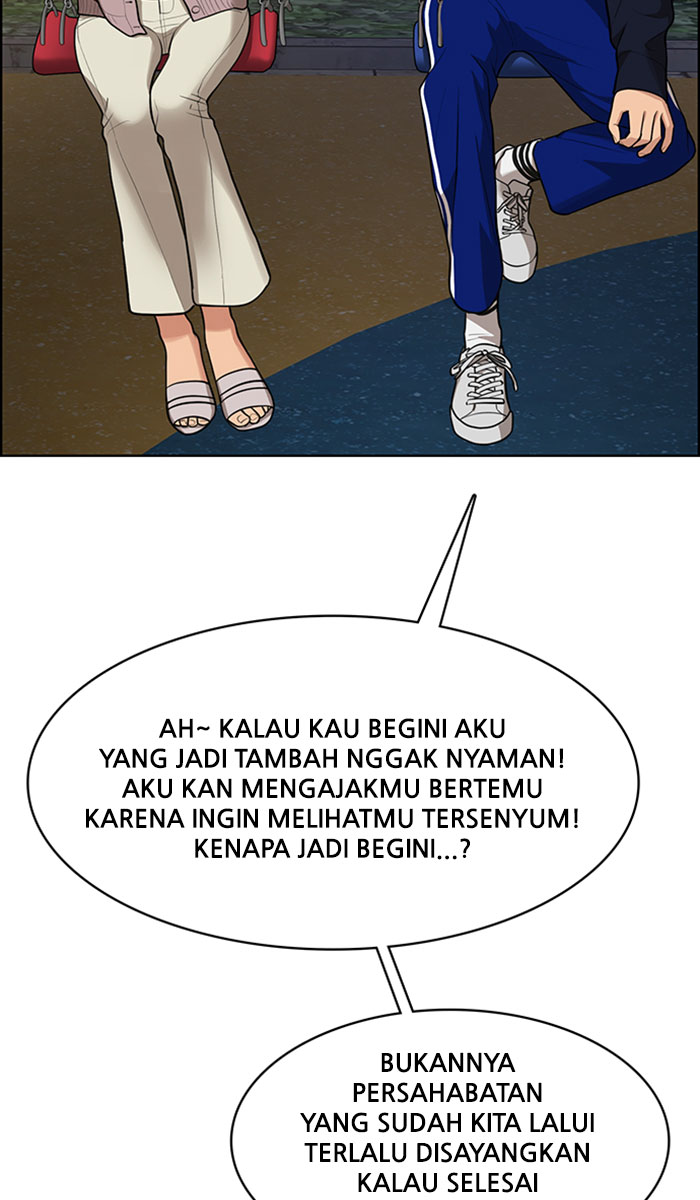 AH~ KALAU KAU BEGINI AKU
YANG JADI TAMBAH NGGAK NYAMAN!
AKU KAN MENGAJAKMU BERTEMU
KARENA INGIN MELIHATMU TERSENYUM!
KENAPA JADI BEGINI...?
BUKANNYA
PERSAHABATAN
YANG SUDAH KITA LALUI
TERLALU DISAYANGKAN
KALAU SELESAI